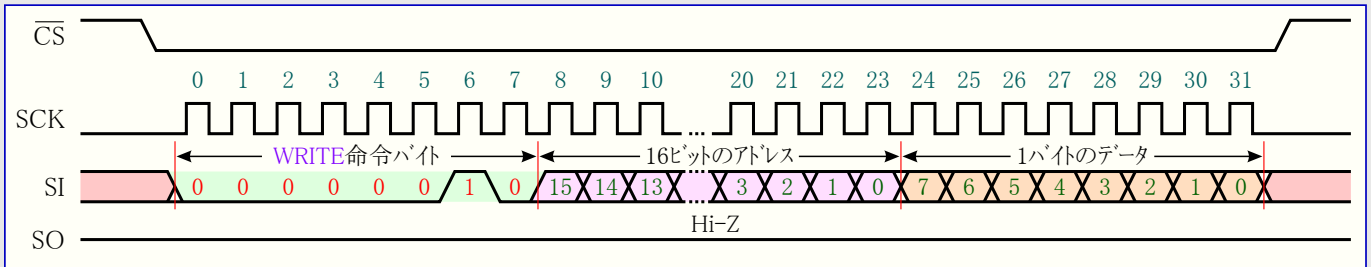 CS
0 1 2 3 4 5 6 7 8 9 10 20 21 22 23 24 25 26 27 28 29 30 31
SCK ...
WRITE命令バイト 16ビットのアドレス 1バイトのデータ
SI 0 0 0 0 0 0 1 0 15 14 13 ... 3 2 1 0 7 6 5 4 3 2 1 0
Hi-Z
SO